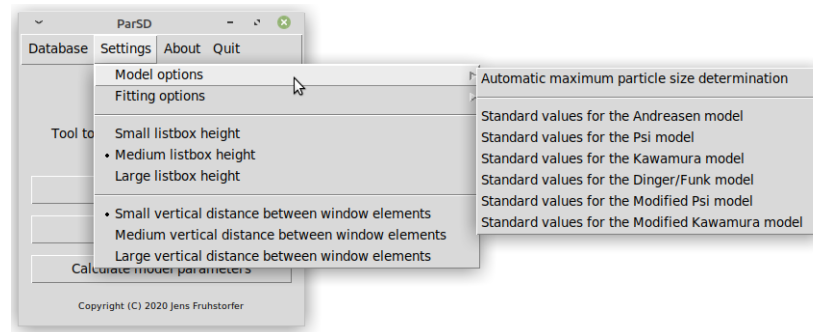 ParSD
Database Settings About Quit
Model options
Fitting options
Small listbox height
Medium listbox height
Large listbox height
Small vertical distance between window elements
Medium vertical distance between window elements
Large vertical distance between window elements
Automatic maximum particle size determination
Standard values for the Andreasen model
Standard values for the Psi model
Standard values for the Kawamura model
Standard values for the Dinger/Funk model
Standard values for the Modified Psi model
Standard values for the Modified Kawamura model
Tool to
Calculate model parameters
Copyright (C) 2020 Jens Fruhstorfer